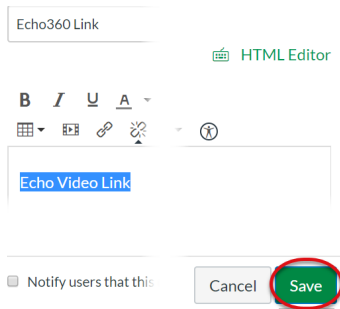 Echo360 Link
HTML Editor
B I U A
Echo Video Link
Notify users that this
Cancel Save